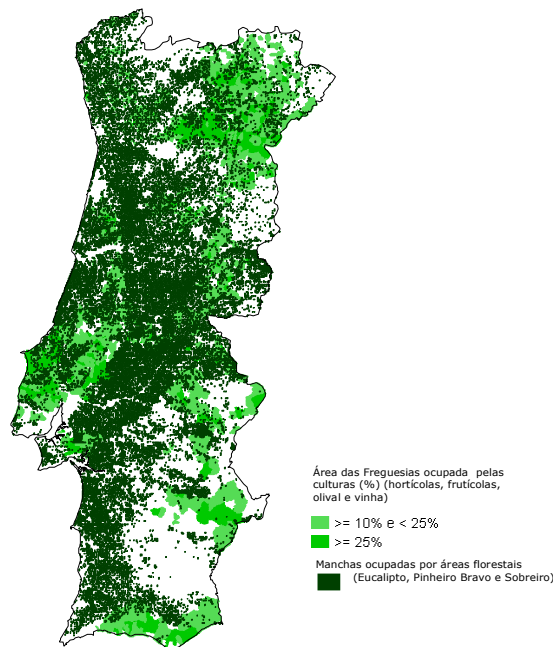 Área das Freguesias ocupada pelas
culturas (%) (hortícolas, frutícolas,
olival e vinha)
>= 10% e < 25%
>= 25%
Manchas ocupadas por áreas florestais
(Eucalipto, Pinheiro Bravo e Sobreiro)